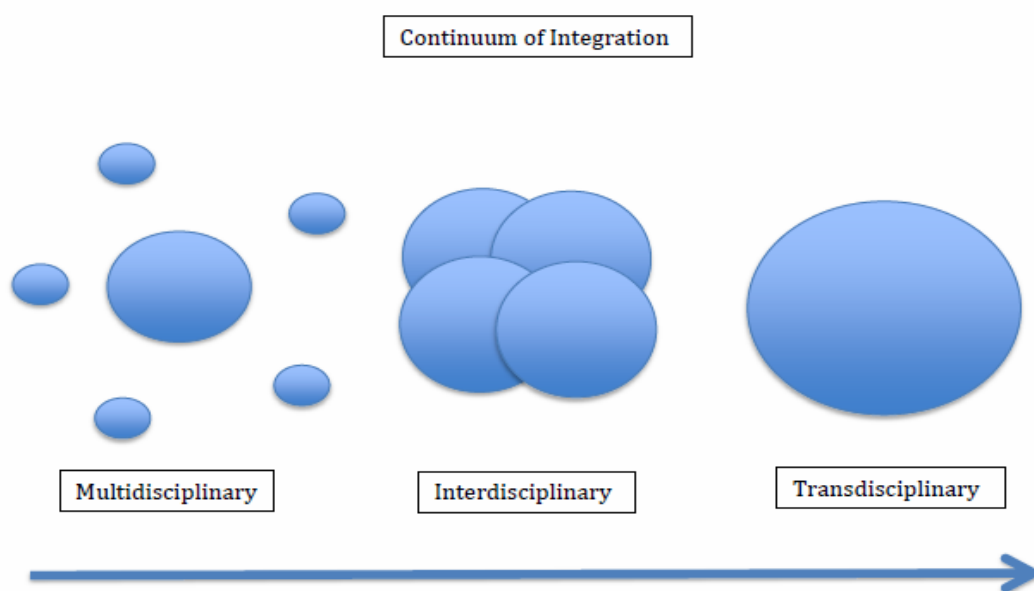 Continuum of Integration
Multidisciplinary
Interdisciplinary
Transdisciplinary